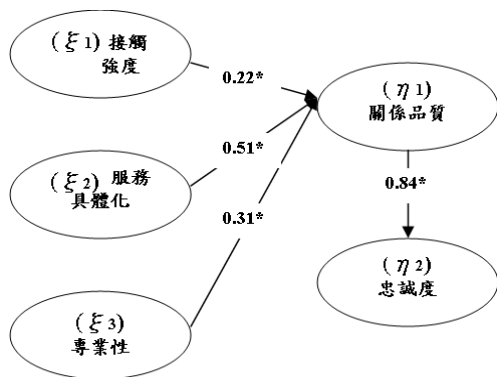 (ξ1) 接觸
強度
0.22*
(η1)
關係品質
0.51*
(ξ2) 服務
具體化
0.84*
0.31*
(η2)
忠誠度
(ξ3)
專業性